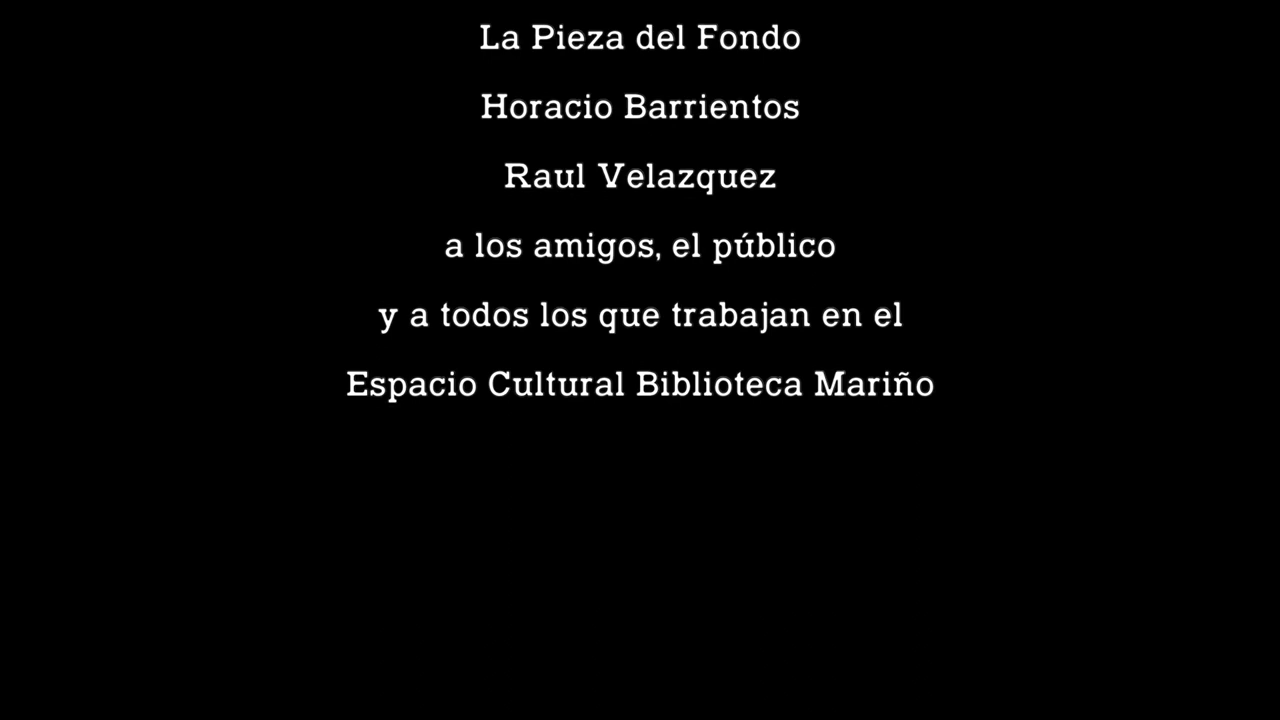 La Pieza del Fondo
Horacio Barrientos
Raul Velazquez
a los amigos, el público
y a todos los que trabajan en el
Espacio Cultural Biblioteca Mariño